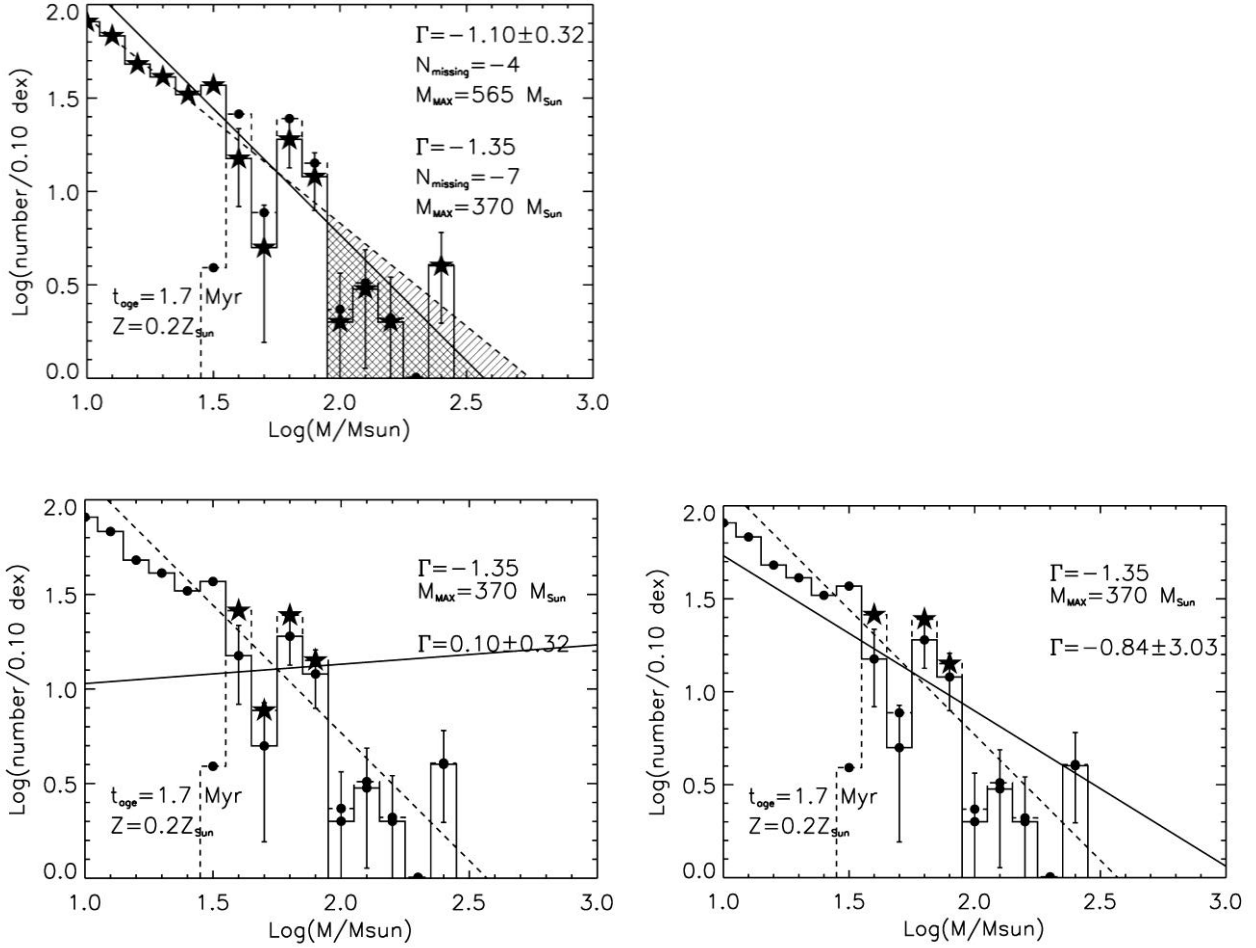 Γ=−1.10±0.32
N_missing=−4
M_MAX=565 M_Sun
Γ=−1.35
N_missing=−7
M_MAX=370 M_Sun
t_age=1.7 Myr
Z=0.2Z_Sun
Log(number/0.10 dex)
2.0
1.5
1.0
0.5
0.0
1.0 1.5 2.0 2.5 3.0
Log(M/Msun)
Γ=−1.35
M_MAX=370 M_Sun
Γ=0.10±0.32
t_age=1.7 Myr
Z=0.2Z_Sun
Log(number/0.10 dex)
2.0
1.5
1.0
0.5
0.0
1.0 1.5 2.0 2.5 3.0
Log(M/Msun)
Γ=−1.35
M_MAX=370 M_Sun
Γ=−0.84±3.03
t_age=1.7 Myr
Z=0.2Z_Sun
Log(number/0.10 dex)
2.0
1.5
1.0
0.5
0.0
1.0 1.5 2.0 2.5 3.0
Log(M/Msun)